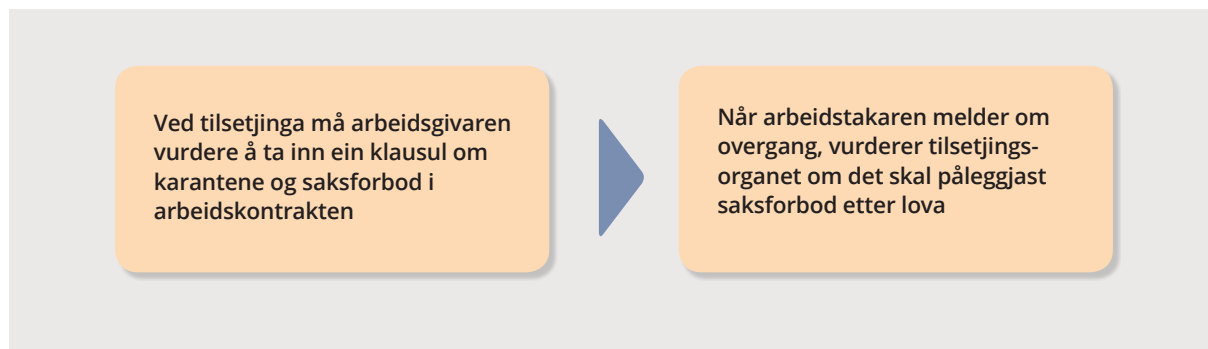 Ved tilsetjinga må arbeidsgivaren
vurdere å ta inn ein klausul om
karantene og saksforbod i
arbeidskontrakten
Når arbeidstakaren melder om
overgang, vurderer tilsetjings-
organet om det skal påleggjast
saksforbod etter lova